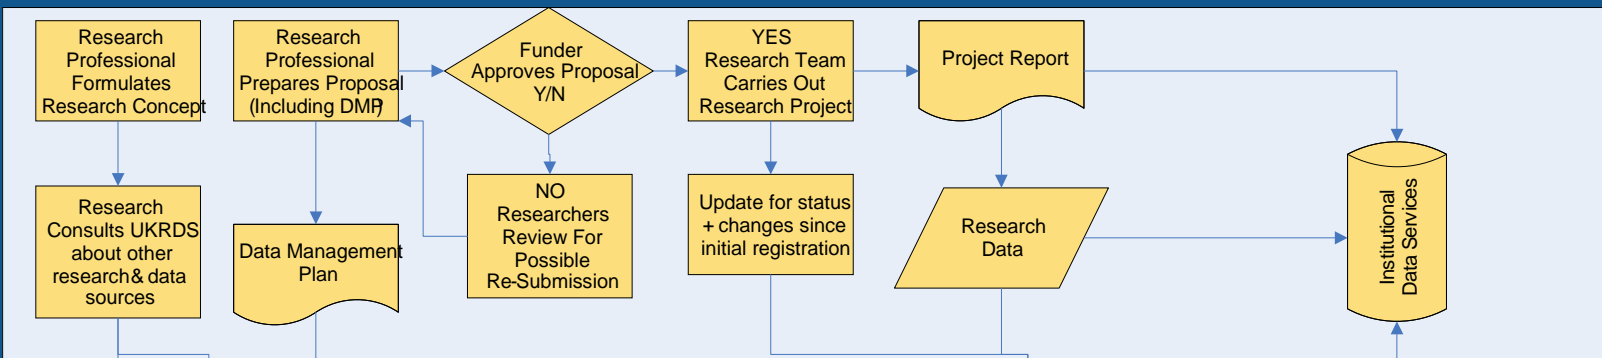 Research
Professional
Formulates
Research Concept
Research
Professional
Prepares Proposal
(Including DMP)
Funder
Approves Proposal
Y/N
YES
Research Team
Carries Out
Research Project
Project Report
Research
Consults UKRDS
about other
research& data
sources
Data Management
Plan
NO
Researchers
Review For
Possible
Re-Submission
Update for status
+ changes since
initial registration
Research
Data
Institutional
Data Services